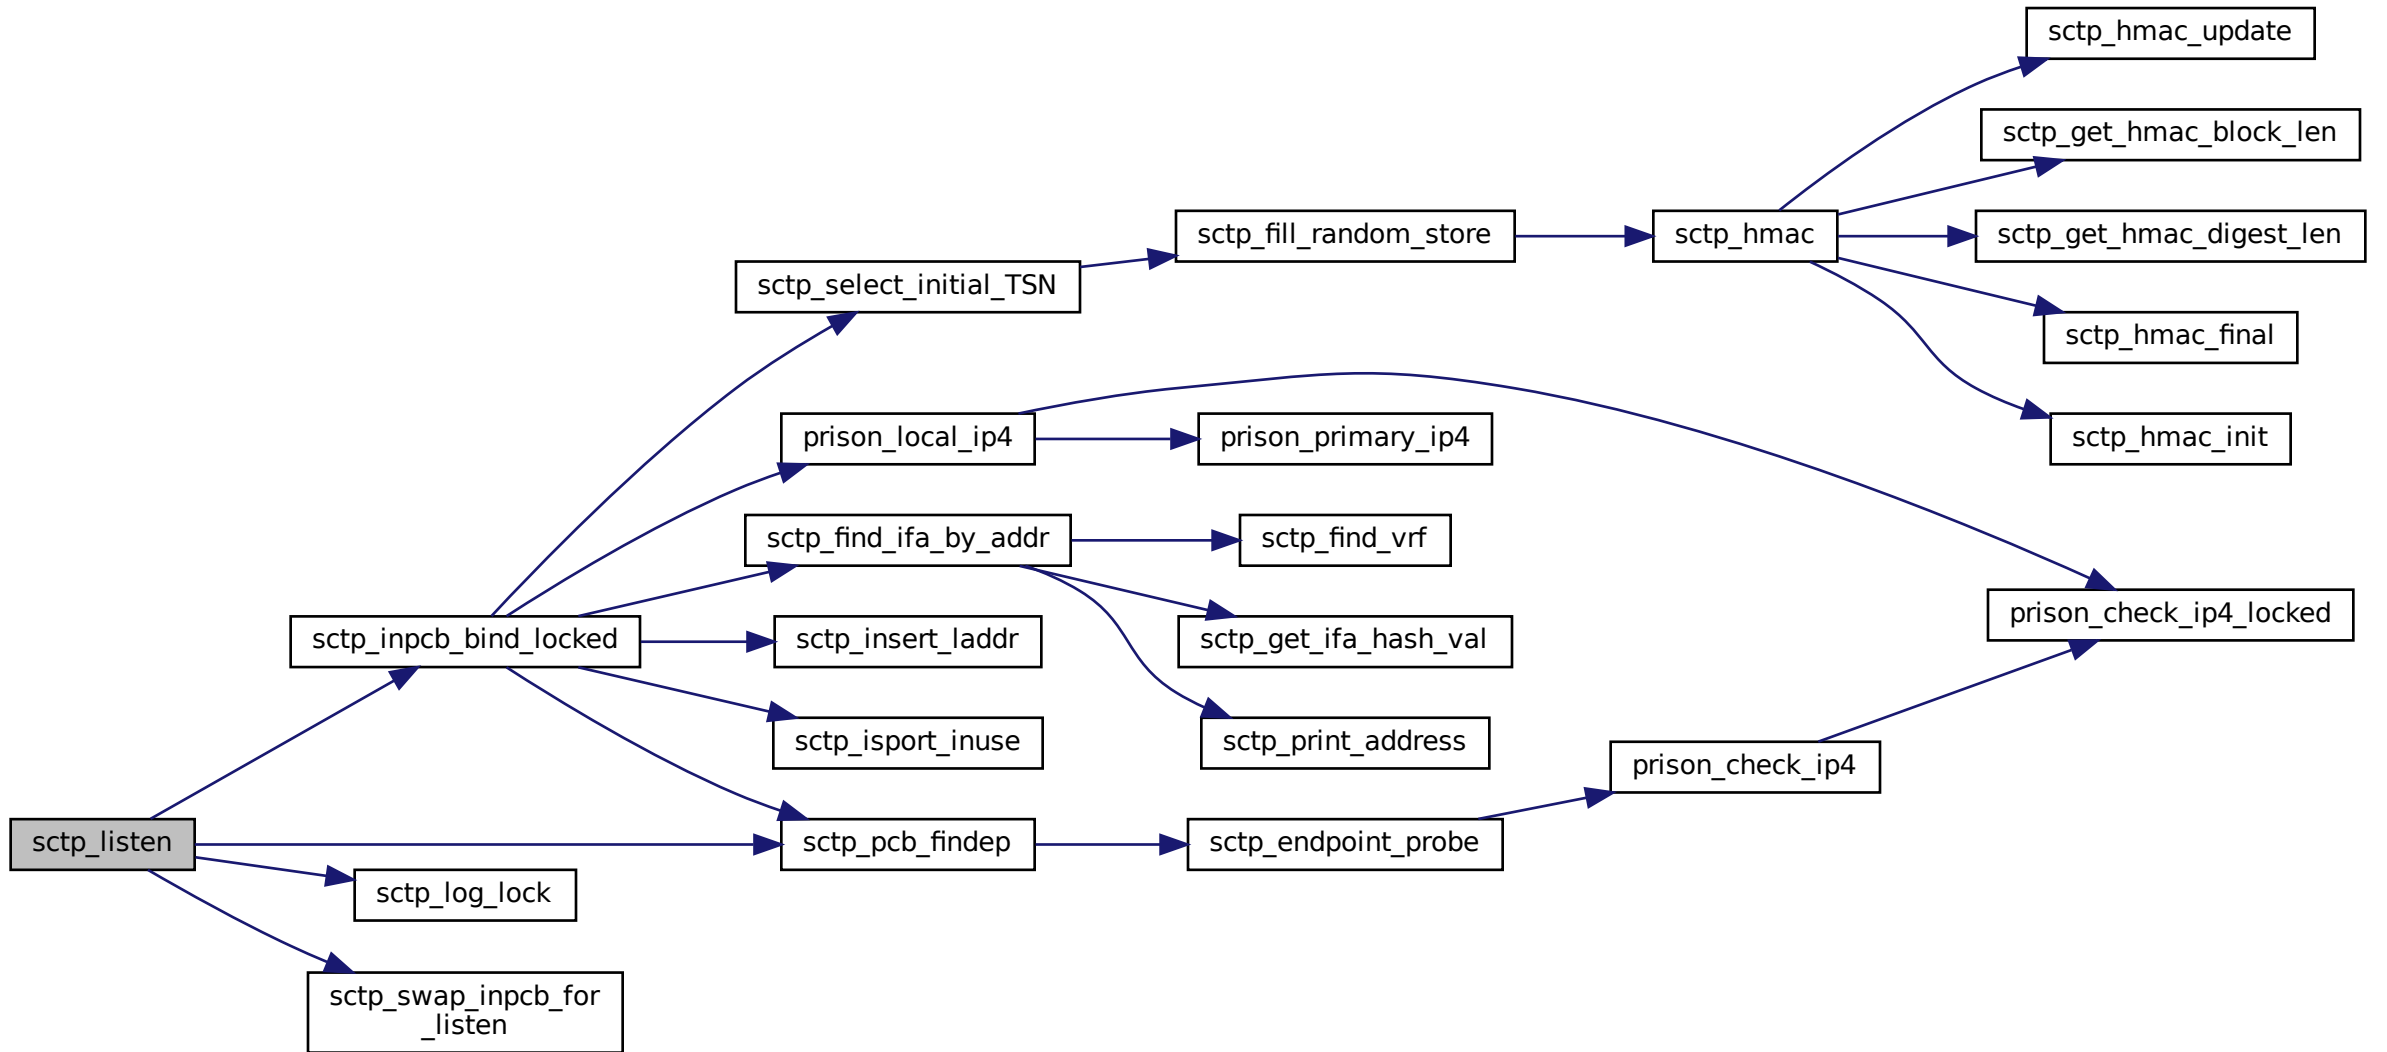 sctp_hmac_update
sctp_get_hmac_block_len
sctp_fill_random_store
sctp_hmac
sctp_get_hmac_digest_len
sctp_select_initial_TSN
sctp_hmac_final
prison_local_ip4
prison_primary_ip4
sctp_hmac_init
sctp_find_ifa_by_addr
sctp_find_vrf
prison_check_ip4_locked
sctp_inpcb_bind_locked
sctp_insert_laddr
sctp_get_ifa_hash_val
sctp_isport_inuse
sctp_print_address
prison_check_ip4
sctp_listen
sctp_pcb_findep
sctp_endpoint_probe
sctp_log_lock
sctp_swap_inpcb_for
_listen